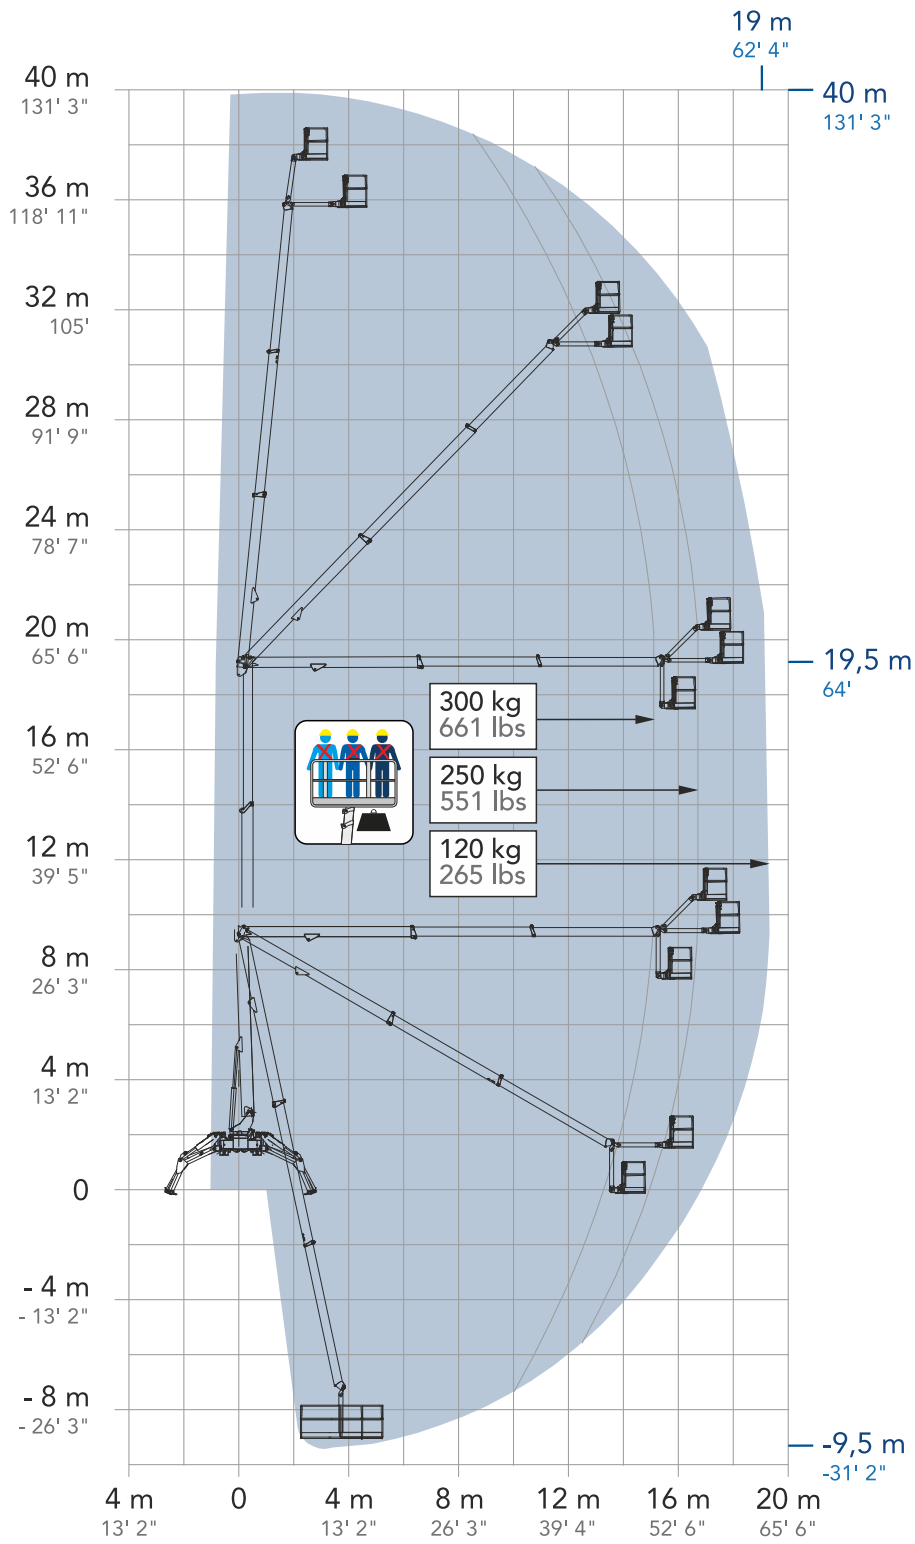 19 m
62' 4"
40 m
131' 3"
40 m
131' 3"
36 m
118' 11"
32 m
105'
28 m
91' 9"
24 m
78' 7"
20 m
65' 6"
19,5 m
64'
300 kg
661 lbs
16 m
52' 6"
250 kg
551 lbs
12 m
39' 5"
120 kg
265 lbs
8 m
26' 3"
4 m
13' 2"
0
- 4 m
- 13' 2"
- 8 m
- 26' 3"
-9,5 m
-31' 2"
4 m 0 4 m 8 m 12 m 16 m 20 m
13' 2" 13' 2" 26' 3" 39' 4" 52' 6" 65' 6"